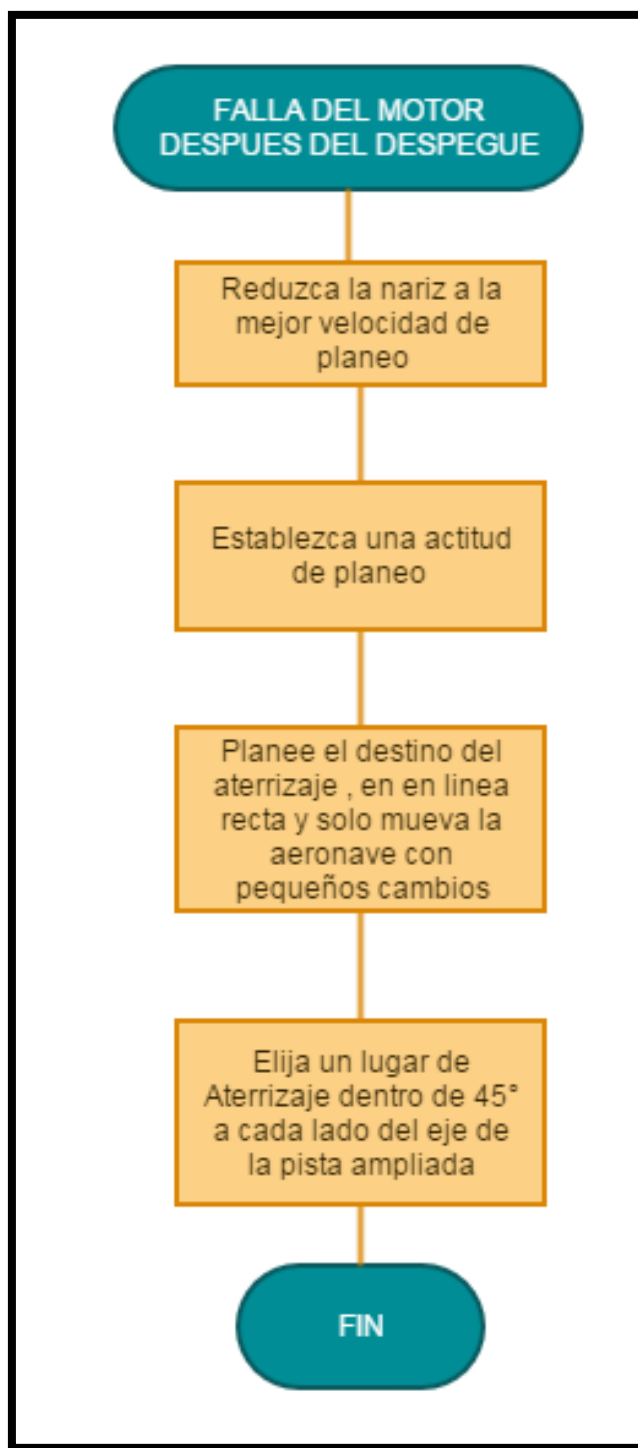 FALLA DEL MOTOR
DESPUES DEL DESPEGUE
Reduzca la nariz a la
mejor velocidad de
planeo
Establezca una actitud
de planeo
Planee el destino del
aterrizaje , en en linea
recta y solo mueva la
aeronave con
pequeños cambios
Elija un lugar de
Aterrizaje dentro de 45°
a cada lado del eje de
la pista ampliada
FIN